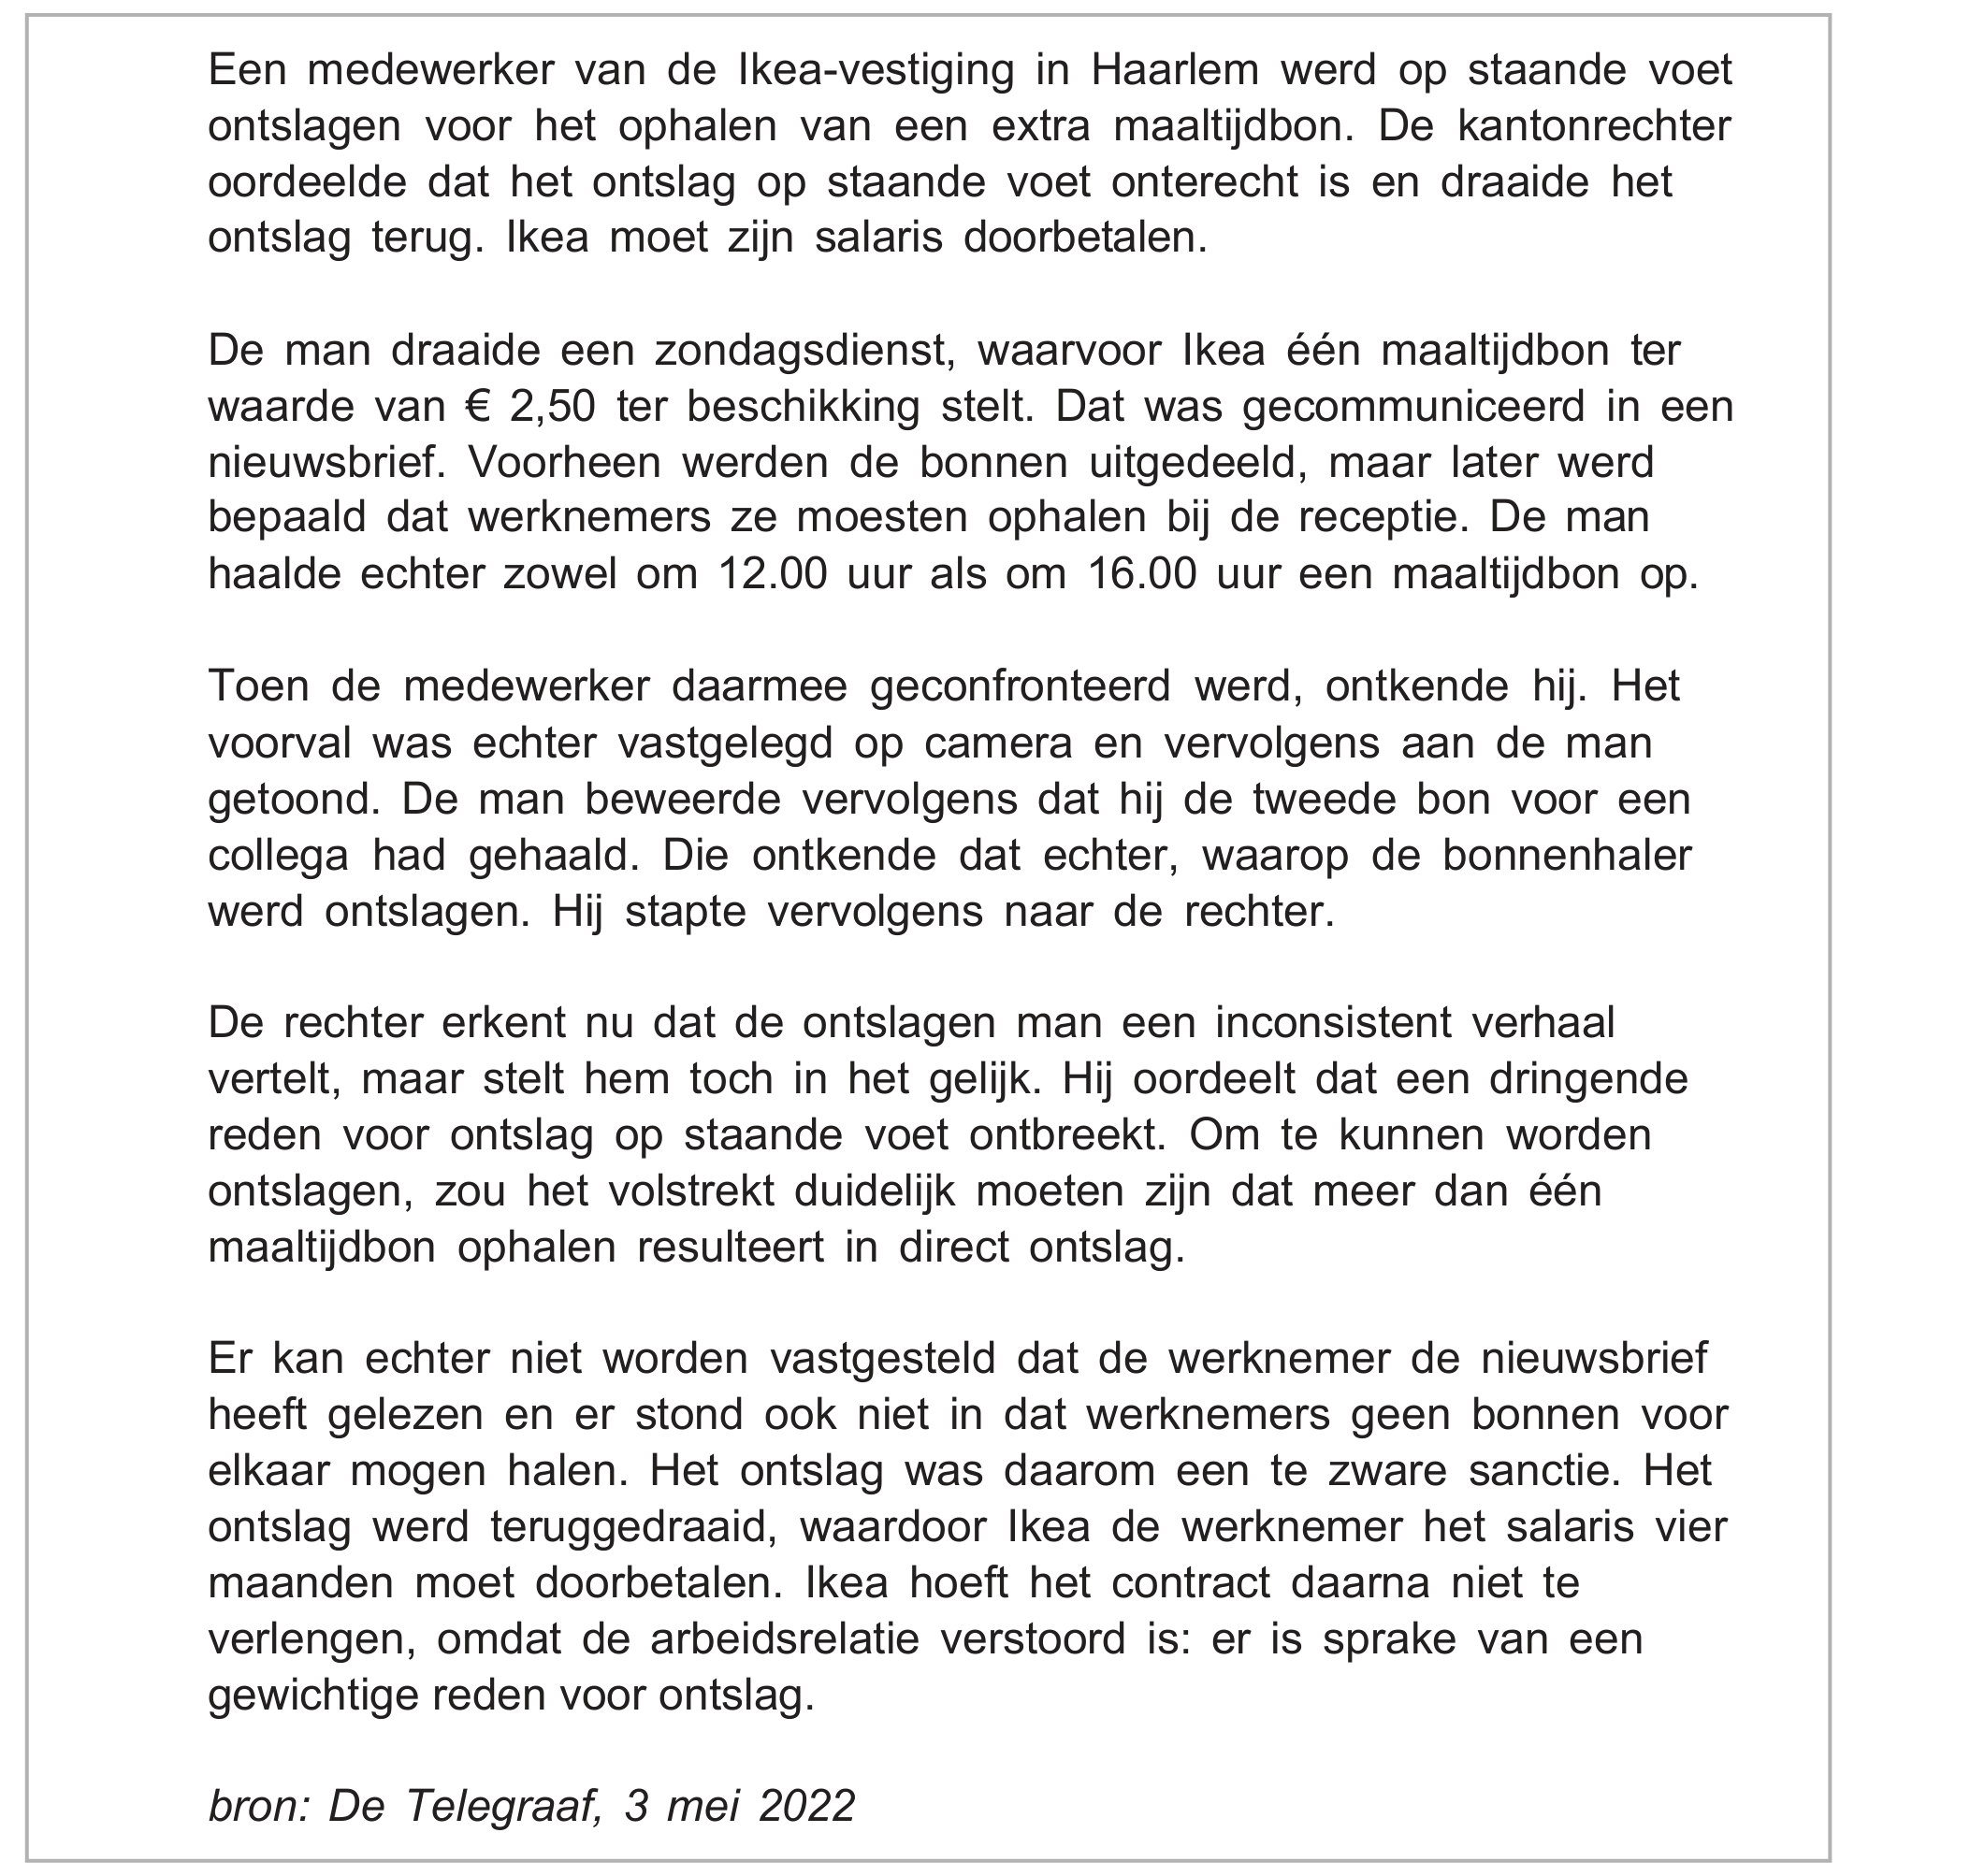 Een medewerker van de Ikea-vestiging in Haarlem werd op staande voet
ontslagen voor het ophalen van een extra maaltijdbon. De kantonrechter
oordeelde dat het ontslag op staande voet onterecht is en draaide het
ontslag terug. Ikea moet zijn salaris doorbetalen.

De man draaide een zondagsdienst, waarvoor Ikea één maaltijdbon ter
waarde van € 2,50 ter beschikking stelt. Dat was gecommuniceerd in een
nieuwsbrief. Voorheen werden de bonnen uitgedeeld, maar later werd
bepaald dat werknemers ze moesten ophalen bij de receptie. De man
haalde echter zowel om 12.00 uur als om 16.00 uur een maaltijdbon op.

Toen de medewerker daarmee geconfronteerd werd, ontkende hij. Het
voorval was echter vastgelegd op camera en vervolgens aan de man
getoond. De man beweerde vervolgens dat hij de tweede bon voor een
collega had gehaald. Die ontkende dat echter, waarop de bonnenhaler
werd ontslagen. Hij stapte vervolgens naar de rechter.

De rechter erkent nu dat de ontslagen man een inconsistent verhaal
vertelt, maar stelt hem toch in het gelijk. Hij oordeelt dat een dringende
reden voor ontslag op staande voet ontbreekt. Om te kunnen worden
ontslagen, zou het volstrekt duidelijk moeten zijn dat meer dan één
maaltijdbon ophalen resulteert in direct ontslag.

Er kan echter niet worden vastgesteld dat de werknemer de nieuwsbrief
heeft gelezen en er stond ook niet in dat werknemers geen bonnen voor
elkaar mogen halen. Het ontslag was daarom een te zware sanctie. Het
ontslag werd teruggedraaid, waardoor Ikea de werknemer het salaris vier
maanden moet doorbetalen. Ikea hoeft het contract daarna niet te
verlengen, omdat de arbeidsrelatie verstoord is: er is sprake van een
gewichtige reden voor ontslag.

bron: De Telegraaf, 3 mei 2022